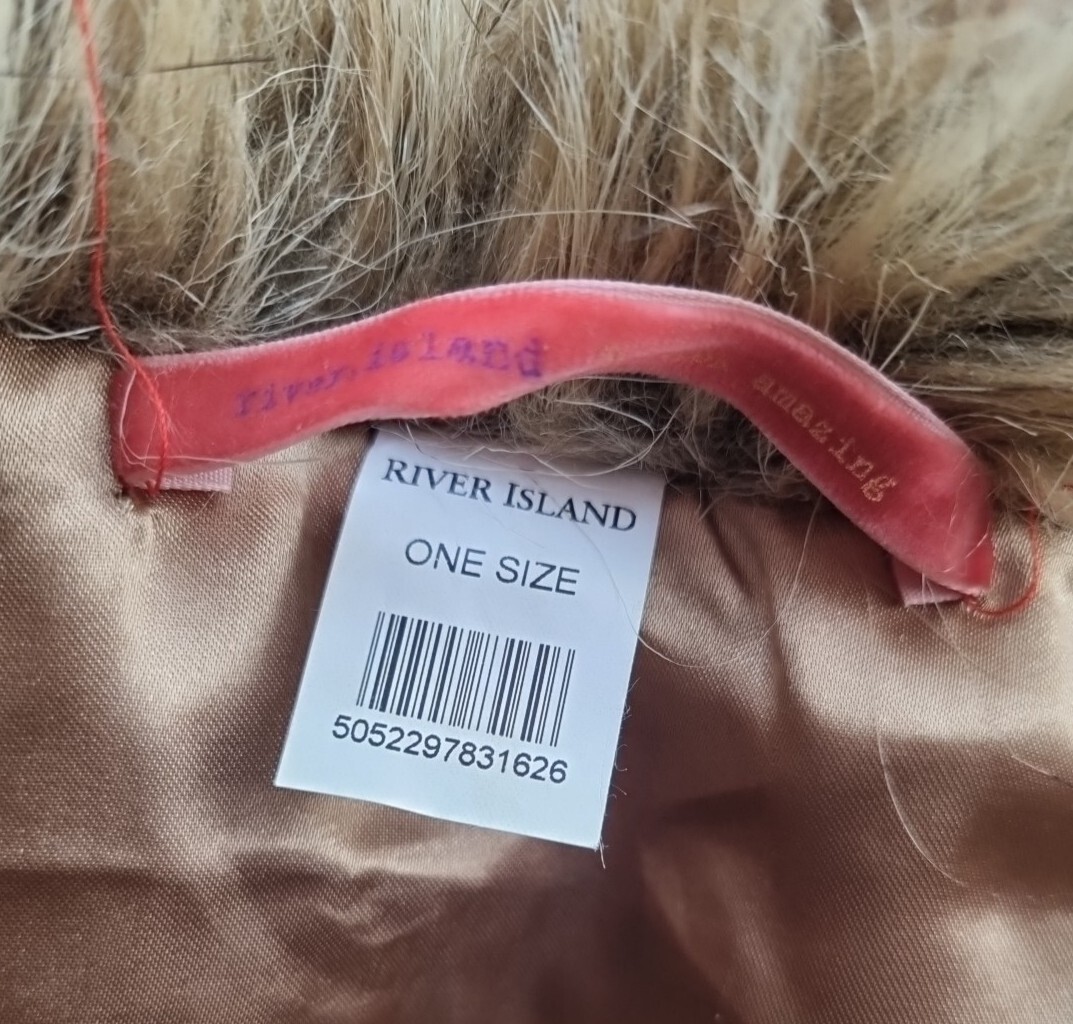 river island
amazing
RIVER ISLAND
ONE SIZE
5052297831626